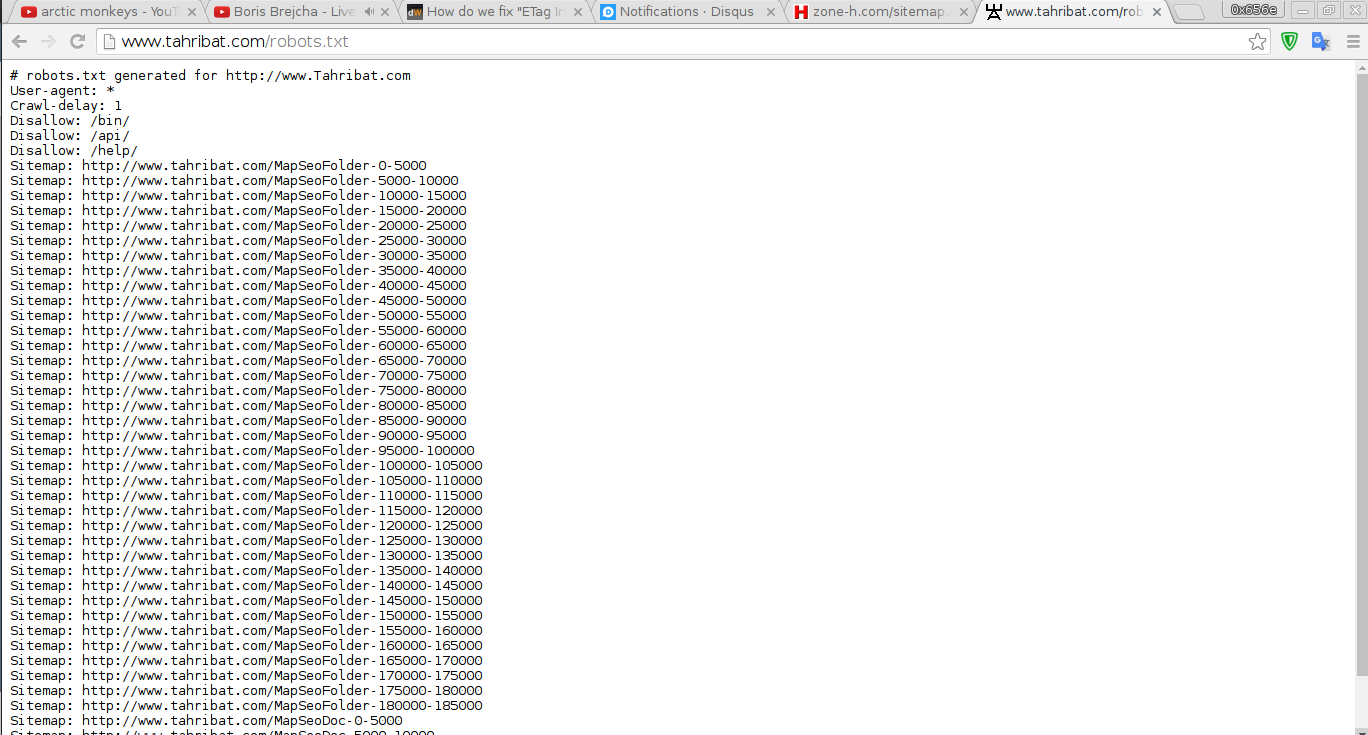 arctic monkeys - YouT
Boris Brejcha - Live
How do we fix "ETag In
Notifications · Disqus
zone-h.com/sitemap.
www.tahribat.com/rob
0x656e
www.tahribat.com/robots.txt
# robots.txt generated for http://www.Tahribat.com
User-agent: *
Crawl-delay: 1
Disallow: /bin/
Disallow: /api/
Disallow: /help/
Sitemap: http://www.tahribat.com/MapSeoFolder-0-5000
Sitemap: http://www.tahribat.com/MapSeoFolder-5000-10000
Sitemap: http://www.tahribat.com/MapSeoFolder-10000-15000
Sitemap: http://www.tahribat.com/MapSeoFolder-15000-20000
Sitemap: http://www.tahribat.com/MapSeoFolder-20000-25000
Sitemap: http://www.tahribat.com/MapSeoFolder-25000-30000
Sitemap: http://www.tahribat.com/MapSeoFolder-30000-35000
Sitemap: http://www.tahribat.com/MapSeoFolder-35000-40000
Sitemap: http://www.tahribat.com/MapSeoFolder-40000-45000
Sitemap: http://www.tahribat.com/MapSeoFolder-45000-50000
Sitemap: http://www.tahribat.com/MapSeoFolder-50000-55000
Sitemap: http://www.tahribat.com/MapSeoFolder-55000-60000
Sitemap: http://www.tahribat.com/MapSeoFolder-60000-65000
Sitemap: http://www.tahribat.com/MapSeoFolder-65000-70000
Sitemap: http://www.tahribat.com/MapSeoFolder-70000-75000
Sitemap: http://www.tahribat.com/MapSeoFolder-75000-80000
Sitemap: http://www.tahribat.com/MapSeoFolder-80000-85000
Sitemap: http://www.tahribat.com/MapSeoFolder-85000-90000
Sitemap: http://www.tahribat.com/MapSeoFolder-90000-95000
Sitemap: http://www.tahribat.com/MapSeoFolder-95000-100000
Sitemap: http://www.tahribat.com/MapSeoFolder-100000-105000
Sitemap: http://www.tahribat.com/MapSeoFolder-105000-110000
Sitemap: http://www.tahribat.com/MapSeoFolder-110000-115000
Sitemap: http://www.tahribat.com/MapSeoFolder-115000-120000
Sitemap: http://www.tahribat.com/MapSeoFolder-120000-125000
Sitemap: http://www.tahribat.com/MapSeoFolder-125000-130000
Sitemap: http://www.tahribat.com/MapSeoFolder-130000-135000
Sitemap: http://www.tahribat.com/MapSeoFolder-135000-140000
Sitemap: http://www.tahribat.com/MapSeoFolder-140000-145000
Sitemap: http://www.tahribat.com/MapSeoFolder-145000-150000
Sitemap: http://www.tahribat.com/MapSeoFolder-150000-155000
Sitemap: http://www.tahribat.com/MapSeoFolder-155000-160000
Sitemap: http://www.tahribat.com/MapSeoFolder-160000-165000
Sitemap: http://www.tahribat.com/MapSeoFolder-165000-170000
Sitemap: http://www.tahribat.com/MapSeoFolder-170000-175000
Sitemap: http://www.tahribat.com/MapSeoFolder-175000-180000
Sitemap: http://www.tahribat.com/MapSeoFolder-180000-185000
Sitemap: http://www.tahribat.com/MapSeoDoc-0-5000
Sitemap: http://www.tahribat.com/MapSeoDoc-5000-10000